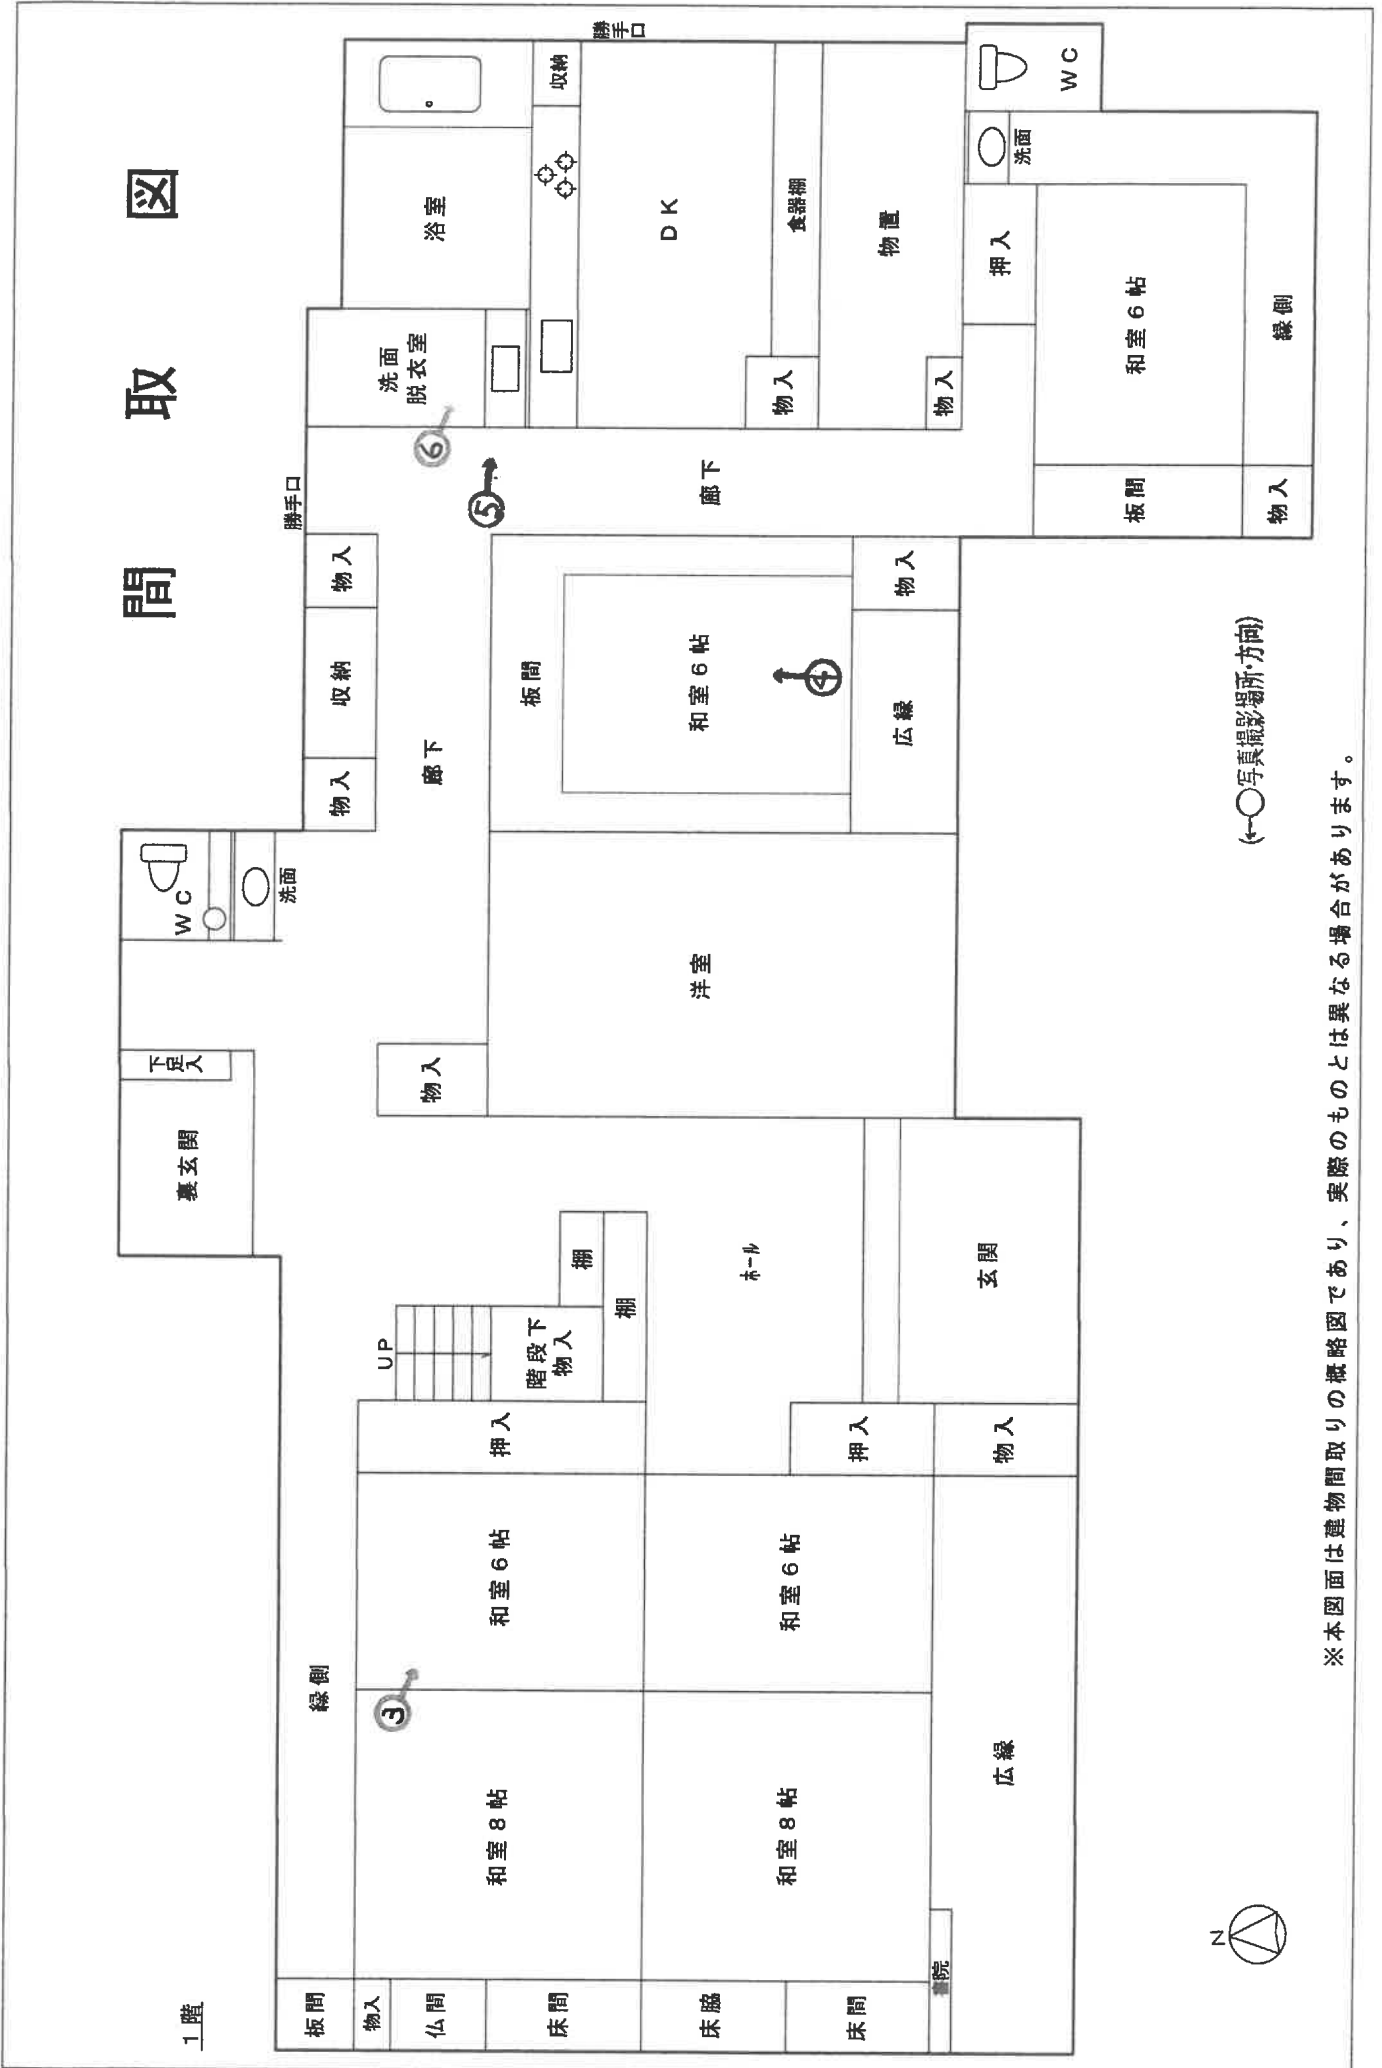 間取図
1階
勝手口
浴室
収納
DK
食器棚
物置
WC
洗面
押入
和室6帖
縁側
洗面
脱衣室
物入
物入
⑥
⑤
廊下
板間
物入
勝手口
物入
収納
物入
廊下
板間
和室6帖
④
物入
広縁
WC
洗面
洋室
下足入
裏玄関
物入
棚
棚
ホール
玄関
UP
階段下
物入
押入
押入
物入
縁側
③
和室6帖
和室6帖
和室8帖
和室8帖
広縁
板間
物入
仏間
床間
床脇
床間
書院
N
(←○写真撮影場所・方向)
※本図面は建物間取りの概略図であり、実際のものとは異なる場合があります。